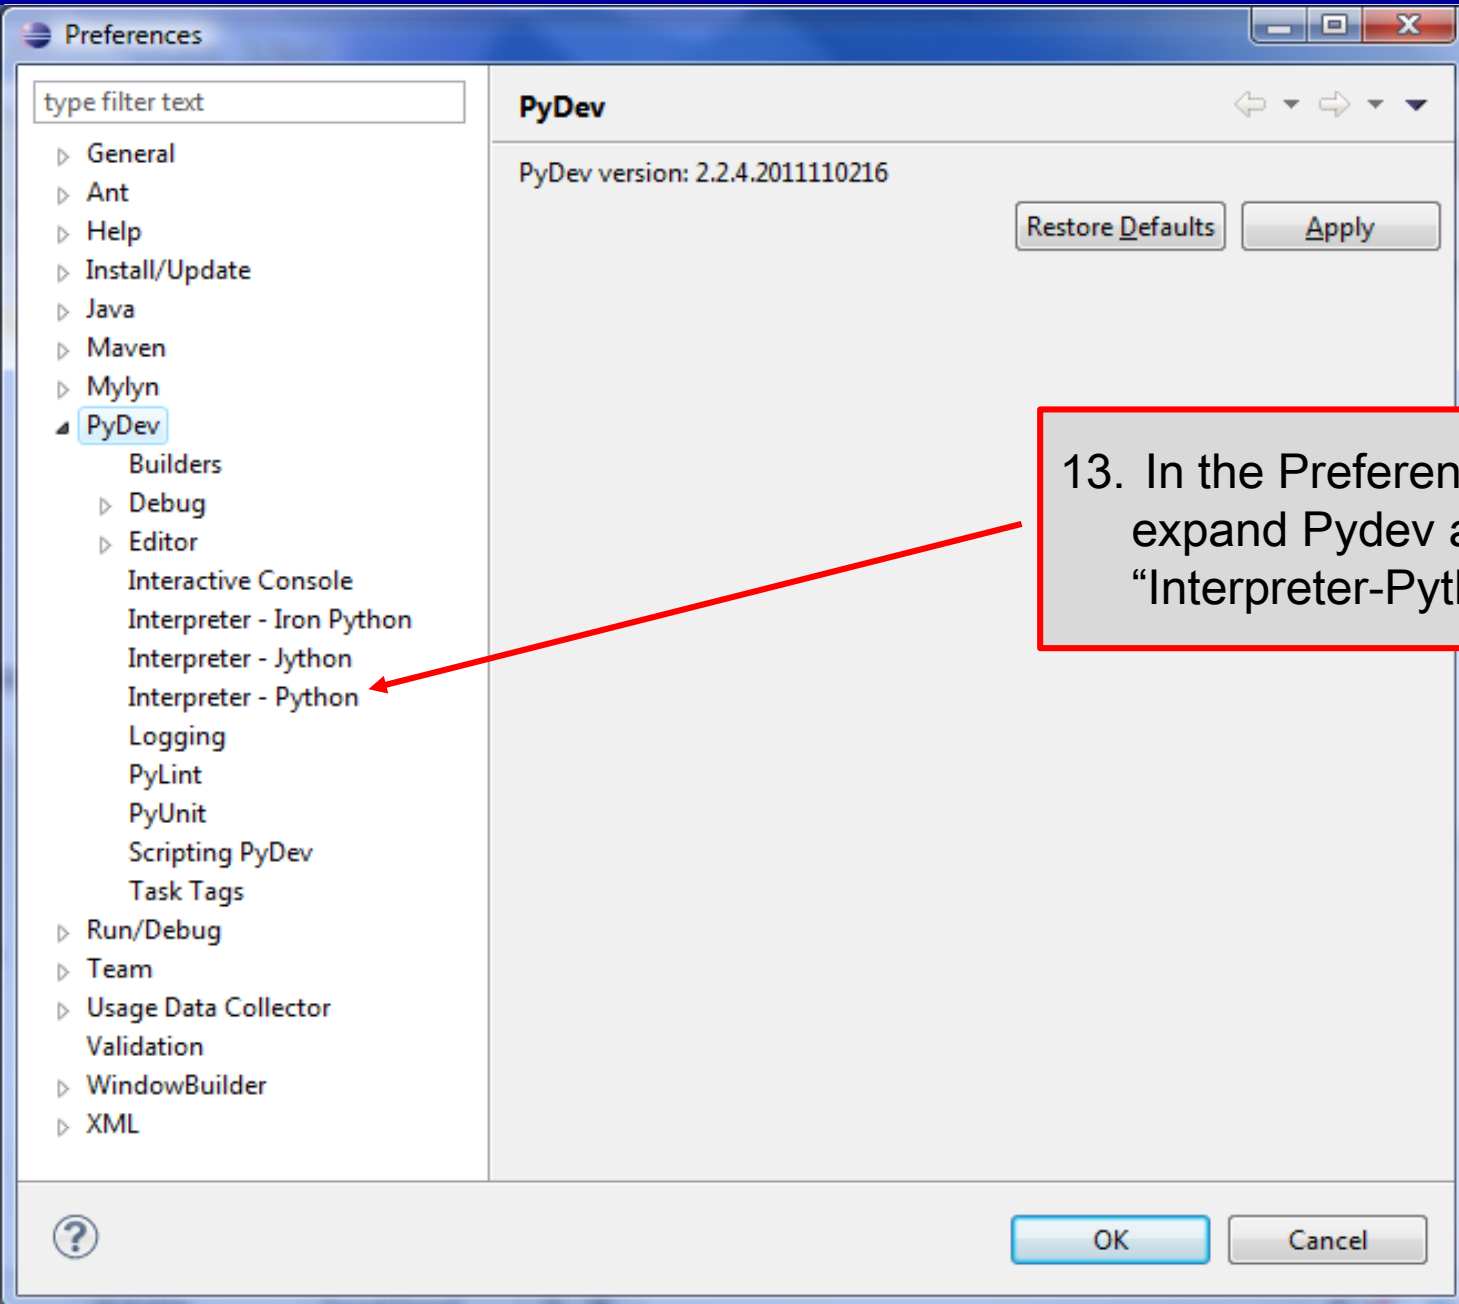 Preferences
type filter text
General
Ant
Help
Install/Update
Java
Maven
Mylyn
PyDev
Builders
Debug
Editor
Interactive Console
Interpreter - Iron Python
Interpreter - Jython
Interpreter - Python
Logging
PyLint
PyUnit
Scripting PyDev
Task Tags
Run/Debug
Team
Usage Data Collector
Validation
WindowBuilder
XML
PyDev
PyDev version: 2.2.4.2011110216
Restore Defaults Apply
13. In the Preferen
expand Pydev a
“Interpreter-Pyt
OK Cancel